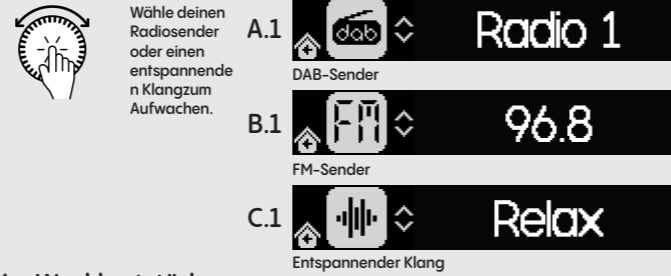 Wähle deinen
Radiosender
oder einen
entspannende
n Klangzum
Aufwachen.
A.1 dab Radio 1
DAB-Sender
B.1 FM 96.8
FM-Sender
C.1 Relax
Entspannender Klang